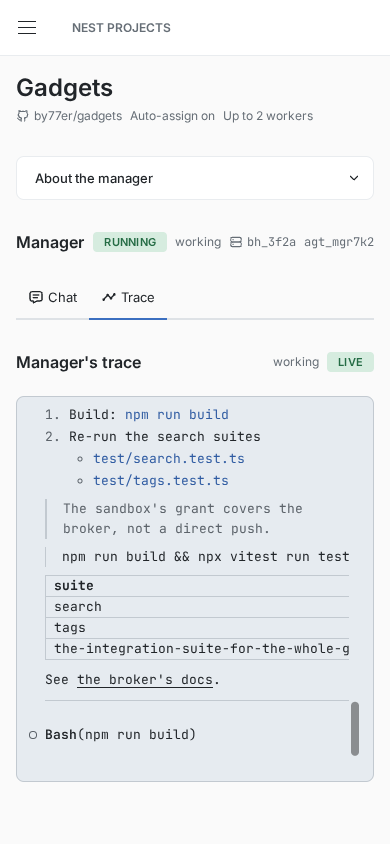 NEST PROJECTS
Gadgets
by77er/gadgets Auto-assign on Up to 2 workers
About the manager
Manager RUNNING working bh_3f2a agt_mgr7k2
Chat Trace
Manager's trace working LIVE
1. Build: npm run build
2. Re-run the search suites
test/search.test.ts
test/tags.test.ts
The sandbox's grant covers the
broker, not a direct push.
npm run build && npx vitest run test
suite
search
tags
the-integration-suite-for-the-whole-g
See the broker's docs.
Bash(npm run build)